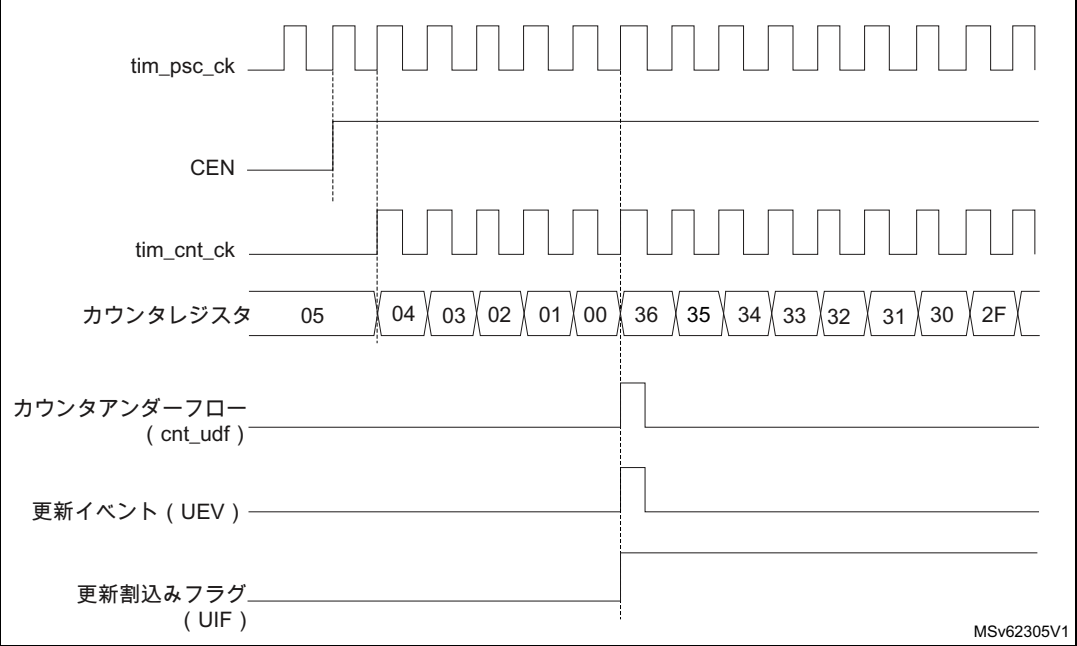 tim_psc_ck
CEN
tim_cnt_ck
カウンタレジスタ 05 04 03 02 01 00 36 35 34 33 32 31 30 2F
カウンタアンダーフロー
( cnt_udf )
更新イベント ( UEV )
更新割込みフラグ
( UIF )
MSv62305V1